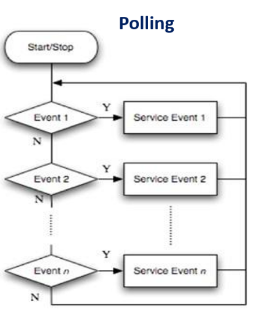 Polling
Start/Stop
Event 1
Y
Service Event 1
N
Event 2
Y
Service Event 2
N
Event n
Y
Service Event n
N